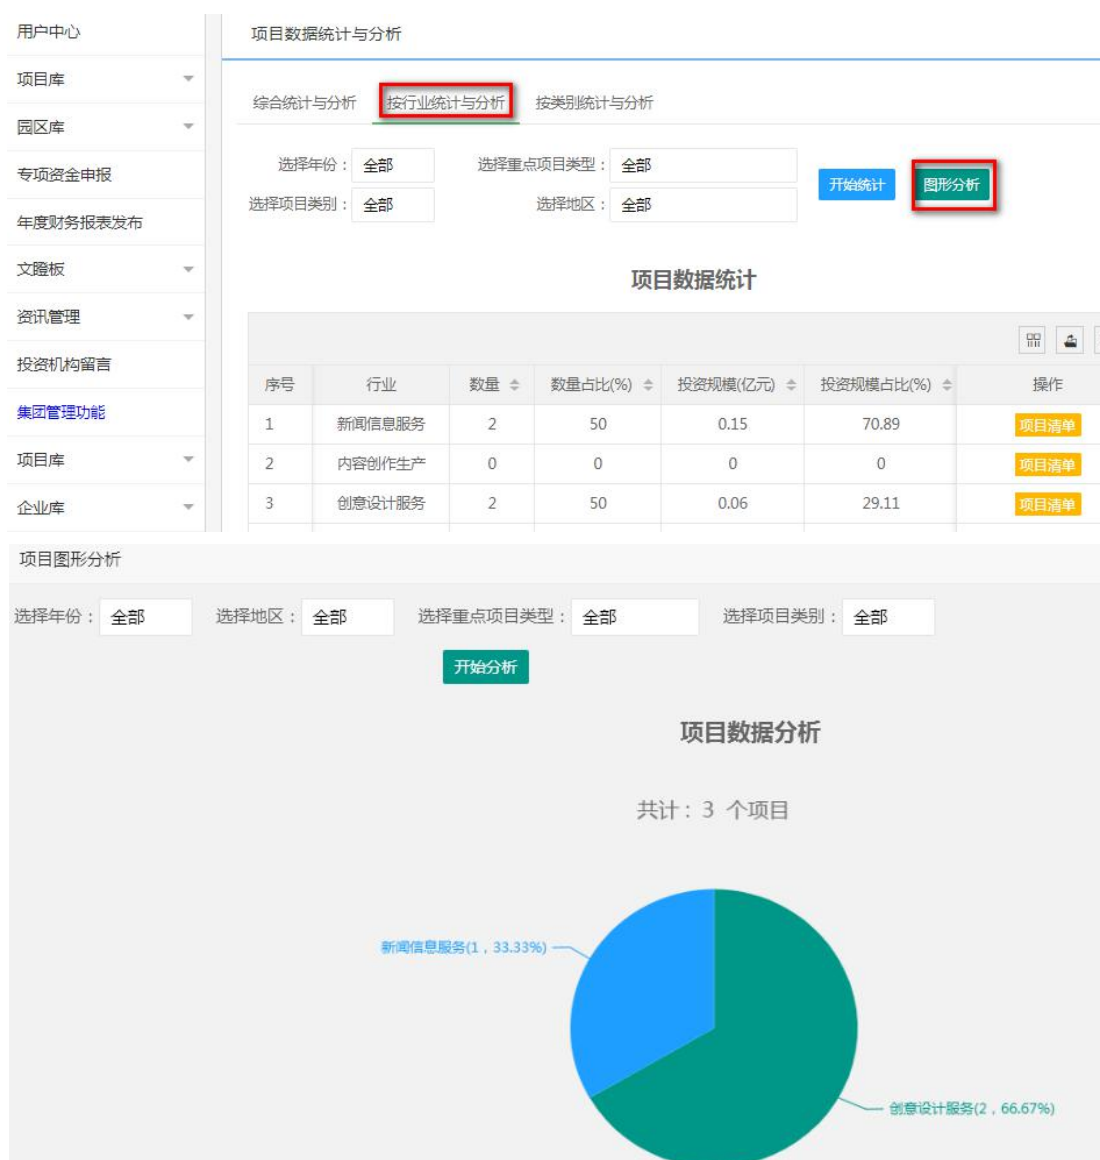 用户中心
项目库
园区库
专项资金申报
年度财务报表发布
文瞪板
资讯管理
投资机构留言
集团管理功能
项目库
企业库
项目数据统计与分析
综合统计与分析 按行业统计与分析 按类别统计与分析
选择年份： 全部 选择重点项目类型： 全部
选择项目类别： 全部 选择地区： 全部
开始统计 图形分析
项目数据统计
序号 行业 数量 数量占比(%) 投资规模(亿元) 投资规模占比(%) 操作
1 新闻信息服务 2 50 0.15 70.89 项目清单
2 内容创作生产 0 0 0 0 项目清单
3 创意设计服务 2 50 0.06 29.11 项目清单
项目图形分析
选择年份： 全部 选择地区： 全部 选择重点项目类型： 全部 选择项目类别： 全部
开始分析
项目数据分析
共计：3 个项目
新闻信息服务(1，33.33%)
创意设计服务(2，66.67%)